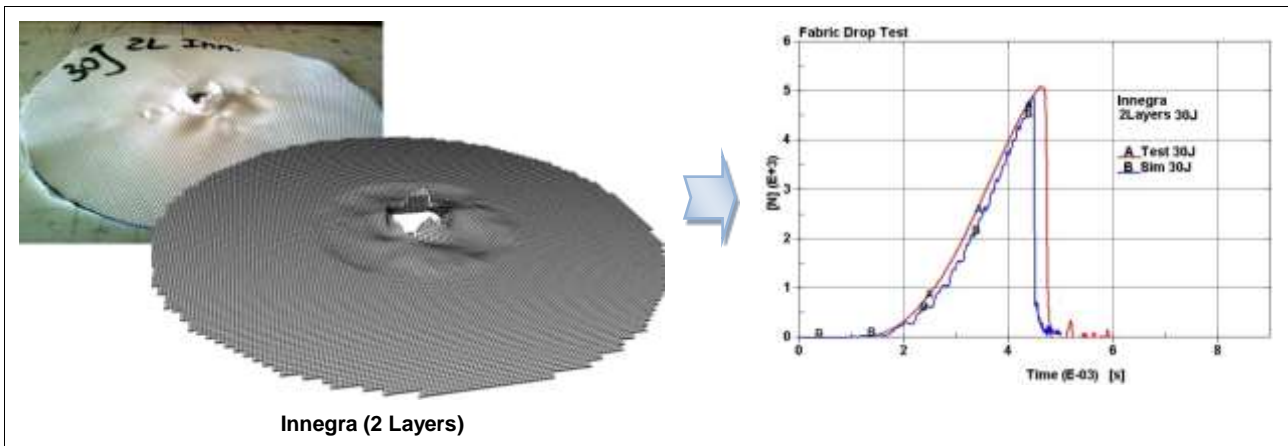 30J 2L Inn.
Innegra (2 Layers)
Fabric Drop Test
6
5
4
3
2
1
0
[N] (E+3)
Innegra
2Layers 30J
A Test 30J
B Sim 30J
A
B
A
B
A
B
B
B
0 2 4 6 8
Time (E-03) [s]